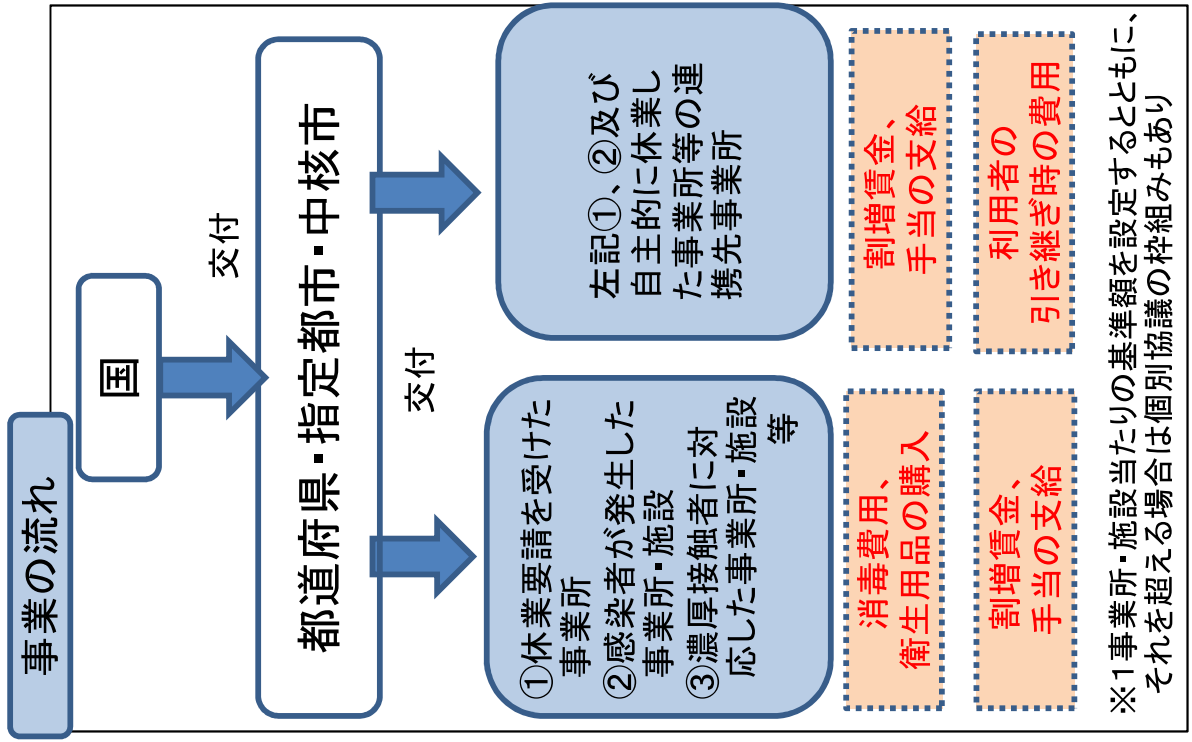 事業の流れ
国
交付
都道府県・指定都市・中核市
交付
①休業要請を受けた
事業所
②感染者が発生した
事業所・施設
③濃厚接触者に対
応した事業所・施設
等
左記①、②及び
自主的に休業し
た事業所等の連
携先事業所
消毒費用、
衛生用品の購入
割増賃金、
手当の支給
割増賃金、
手当の支給
利用者の
引き継ぎ時の費用
※1事業所・施設当たりの基準額を設定するとともに、
それを超える場合は個別協議の枠組みもあり